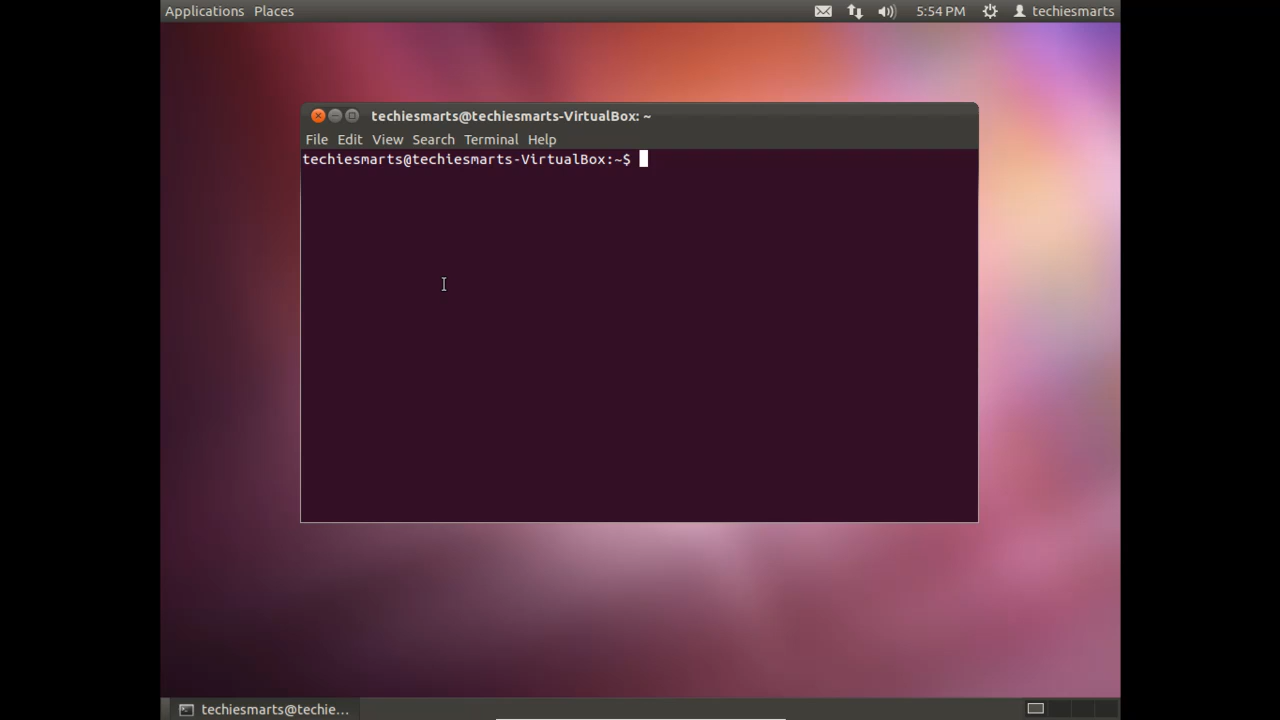 Applications Places 5:54 PM techiesmarts
techiesmarts@techiesmarts-VirtualBox: ~
File Edit View Search Terminal Help
techiesmarts@techiesmarts-VirtualBox:~$
techiesmarts@techie...